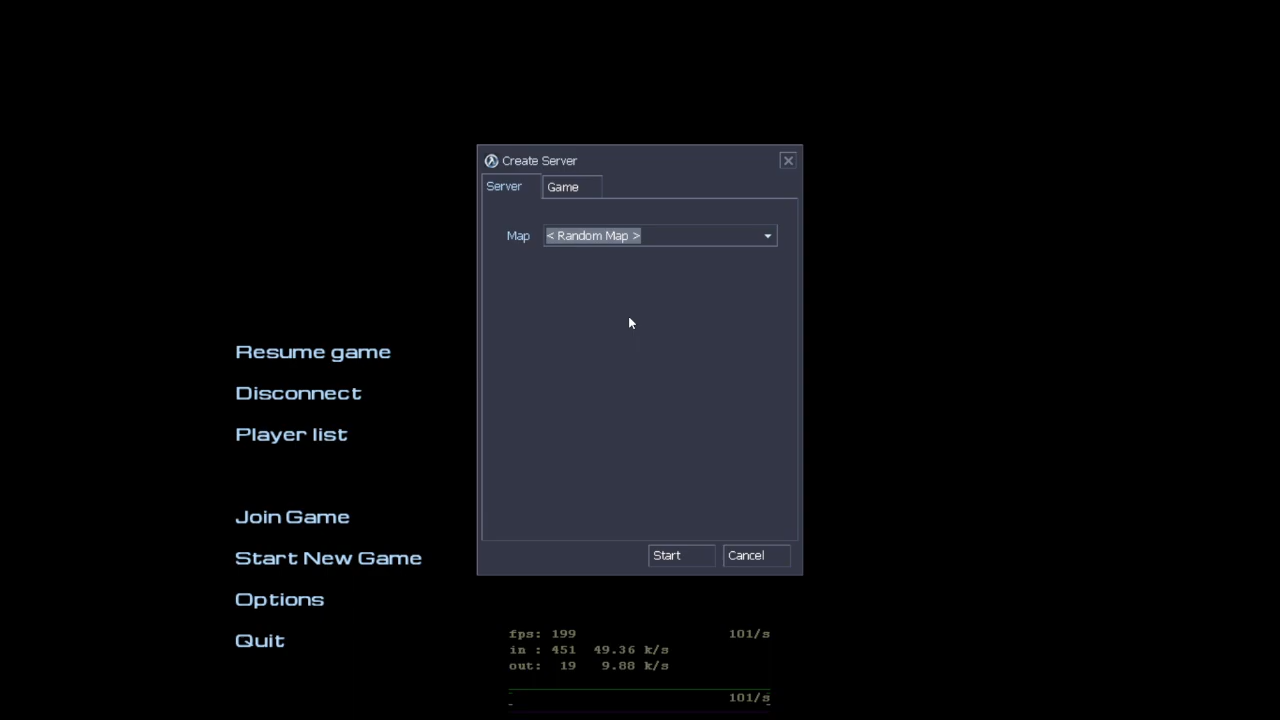 Create Server
Server Game
Map < Random Map >
Resume game
Disconnect
Player list
Join Game
Start New Game
Options
Quit
Start Cancel
fps: 199 101/s
in : 451 49.36 k/s
out: 19 9.88 k/s
101/s